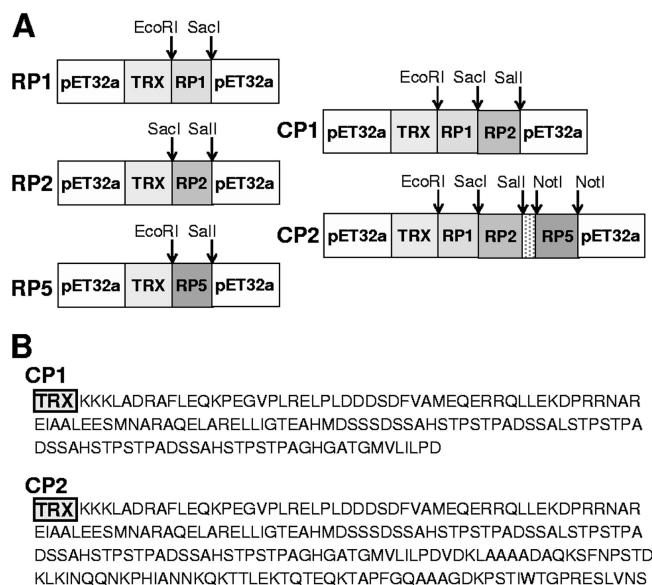 A
EcoRI SacI
RP1 pET32a TRX RP1 pET32a
SacI SalI
RP2 pET32a TRX RP2 pET32a
EcoRI SalI
RP5 pET32a TRX RP5 pET32a
EcoRI SacI SalI
CP1 pET32a TRX RP1 RP2 pET32a
EcoRI SacI SalI NotI NotI
CP2 pET32a TRX RP1 RP2 RP5 pET32a
B
CP1
TRX KKKLADRAFLEQKPEGVPLRELPLDDDSDFVAMEQERRQLLEKDPRRNAR
EIAALEESMNARAQELARELLIGTEAHMDSSSDSSAHSTPSTPADSSALSTPSTPA
DSSAHSTPSTPADSSAHSTPSTPAGHGATGMVLILPD
CP2
TRX KKKLADRAFLEQKPEGVPLRELPLDDDSDFVAMEQERRQLLEKDPRRNAR
EIAALEESMNARAQELARELLIGTEAHMDSSSDSSAHSTPSTPADSSALSTPSTPA
DSSAHSTPSTPADSSAHSTPSTPAGHGATGMVLILPDVDKLAAAADAQKSFNPSTD
KLKINQQNKPHIANNKQKTTLEKTQTEQKTAPFGQAAAGDKPSTIWTGPRESLVNS